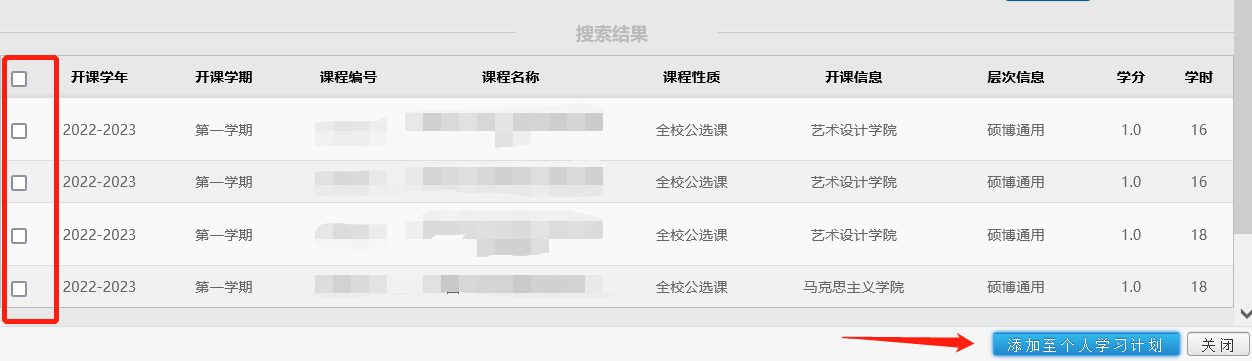 搜索结果
开课学年 开课学期 课程编号 课程名称 课程性质 开课信息 层次信息 学分 学时
2022-2023 第一学期 全校公选课 艺术设计学院 硕博通用 1.0 16
2022-2023 第一学期 全校公选课 艺术设计学院 硕博通用 1.0 16
2022-2023 第一学期 全校公选课 艺术设计学院 硕博通用 1.0 18
2022-2023 第一学期 全校公选课 马克思主义学院 硕博通用 1.0 18
添加至个人学习计划 关闭